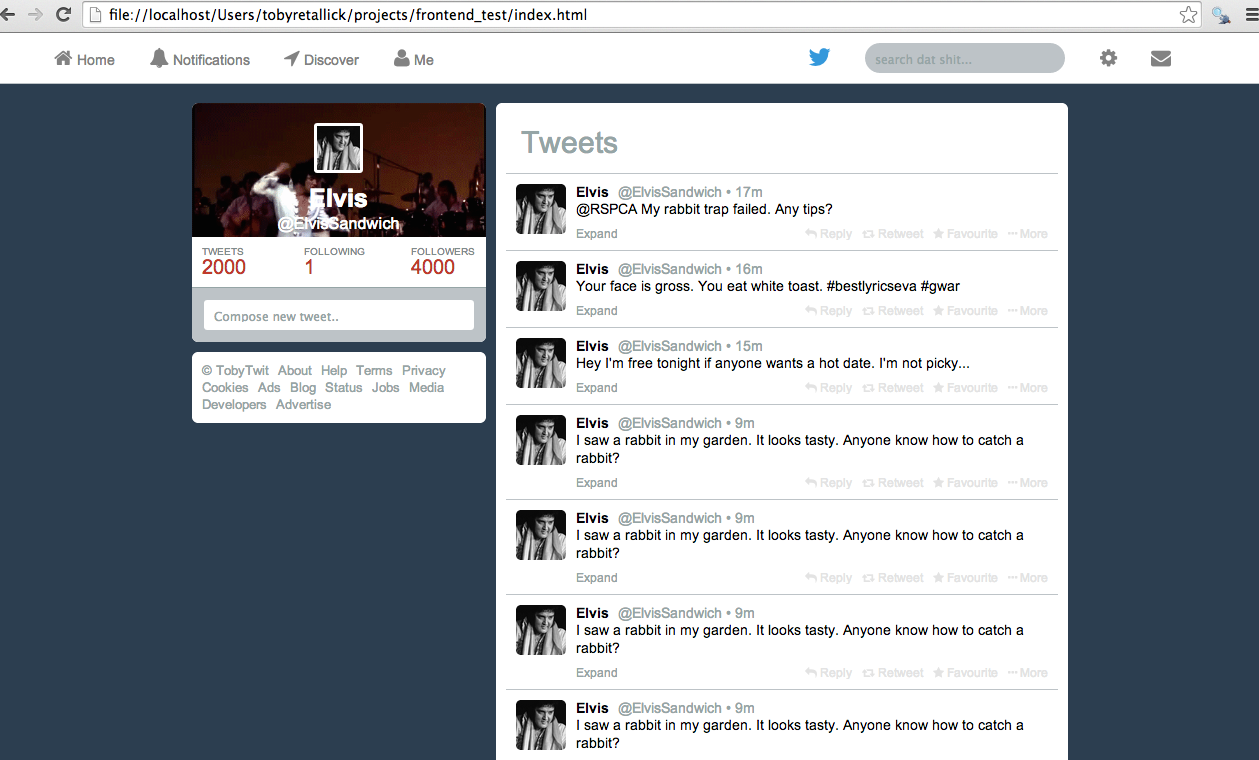 file://localhost/Users/tobyretallick/projects/frontend_test/index.html
Home Notifications Discover Me search dat shit...
Elvis
@ElvisSandwich
TWEETS FOLLOWING FOLLOWERS
2000 1 4000
Compose new tweet..
© TobyTwit About Help Terms Privacy
Cookies Ads Blog Status Jobs Media
Developers Advertise
Tweets
Elvis @ElvisSandwich • 17m
@RSPCA My rabbit trap failed. Any tips?
Expand Reply Retweet Favourite More
Elvis @ElvisSandwich • 16m
Your face is gross. You eat white toast. #bestlyricseva #gwar
Expand Reply Retweet Favourite More
Elvis @ElvisSandwich • 15m
Hey I'm free tonight if anyone wants a hot date. I'm not picky...
Expand Reply Retweet Favourite More
Elvis @ElvisSandwich • 9m
I saw a rabbit in my garden. It looks tasty. Anyone know how to catch a
rabbit?
Expand Reply Retweet Favourite More
Elvis @ElvisSandwich • 9m
I saw a rabbit in my garden. It looks tasty. Anyone know how to catch a
rabbit?
Expand Reply Retweet Favourite More
Elvis @ElvisSandwich • 9m
I saw a rabbit in my garden. It looks tasty. Anyone know how to catch a
rabbit?
Expand Reply Retweet Favourite More
Elvis @ElvisSandwich • 9m
I saw a rabbit in my garden. It looks tasty. Anyone know how to catch a
rabbit?